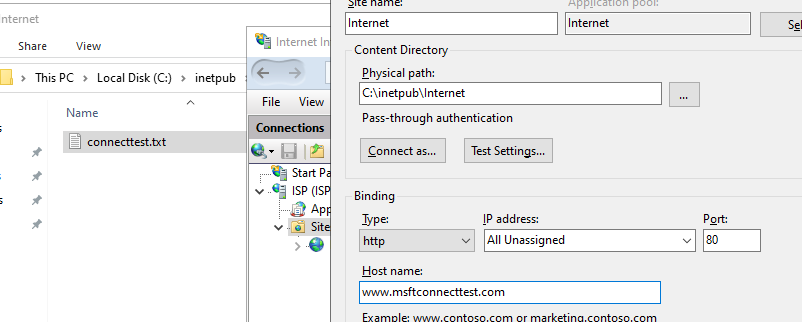 Internet
Share
View
This PC
Local Disk (C:)
inetpub
Name
connecttest.txt
Internet In
File
View
Connections
Start Pa
ISP (ISP
App
Site
Site name:
Application pool:
Internet
Internet
Sel
Content Directory
Physical path:
C:\inetpub\Internet
...
Pass-through authentication
Connect as...
Test Settings...
Binding
Type:
IP address:
Port:
http
All Unassigned
80
Host name:
www.msftconnecttest.com
Example: www.contoso.com or marketing.contoso.com